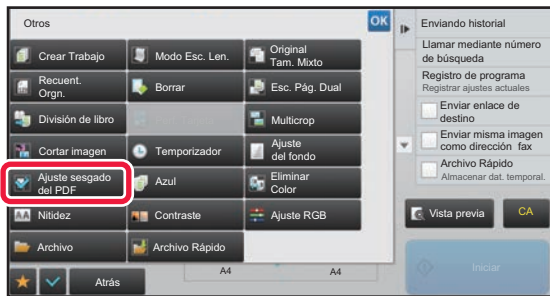 Otros
OK
Crear Trabajo
Modo Esc. Len.
Original
Tam. Mixto
Recuent.
Orgn.
Borrar
Esc. Pág. Dual
División de libro
Multicrop
Cortar imagen
Temporizador
Ajuste
del fondo
Ajuste sesgado
del PDF
Azul
Eliminar
Color
AA
Nitidez
Contraste
Ajuste RGB
Archivo
Archivo Rápido
Atrás
A4
A4
Enviando historial
Llamar mediante número
de búsqueda
Registro de programa
Registrar ajustes actuales
Enviar enlace de
destino
Enviar misma imagen
como dirección fax
Archivo Rápido
Almacenar dat. temporal.
Vista previa
CA
Iniciar